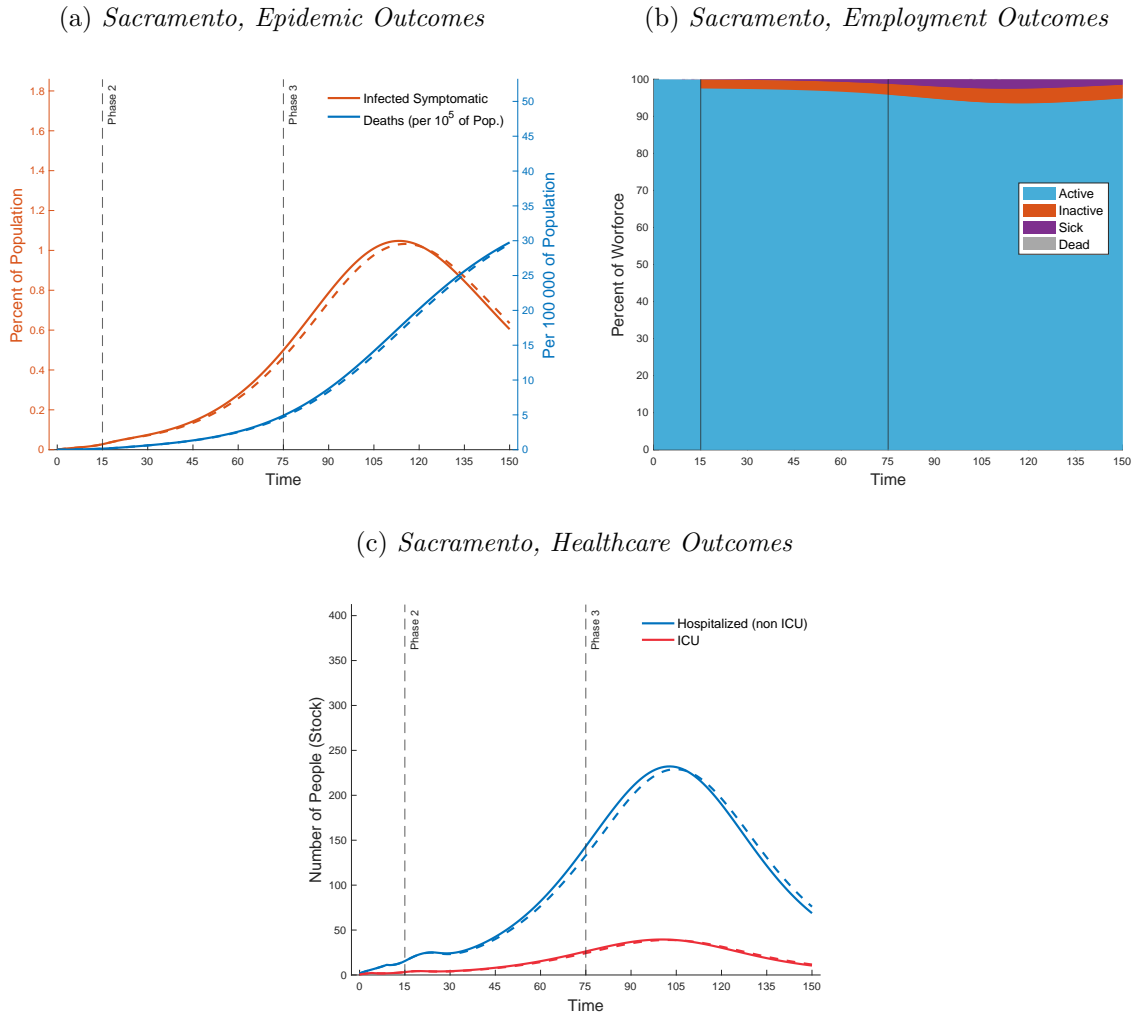 (a) Sacramento, Epidemic Outcomes
Percent of Population
1.8
1.6
1.4
1.2
1
0.8
0.6
0.4
0.2
0
Phase 2
Phase 3
Infected Symptomatic
Deaths (per 10^5 of Pop.)
50
45
40
35
30
25
20
15
10
5
0
Per 100 000 of Population
0 15 30 45 60 75 90 105 120 135 150
Time
(b) Sacramento, Employment Outcomes
Percent of Worforce
100
90
80
70
60
50
40
30
20
10
0
Active
Inactive
Sick
Dead
0 15 30 45 60 75 90 105 120 135 150
Time
(c) Sacramento, Healthcare Outcomes
Number of People (Stock)
400
350
300
250
200
150
100
50
0
Phase 2
Phase 3
Hospitalized (non ICU)
ICU
0 15 30 45 60 75 90 105 120 135 150
Time